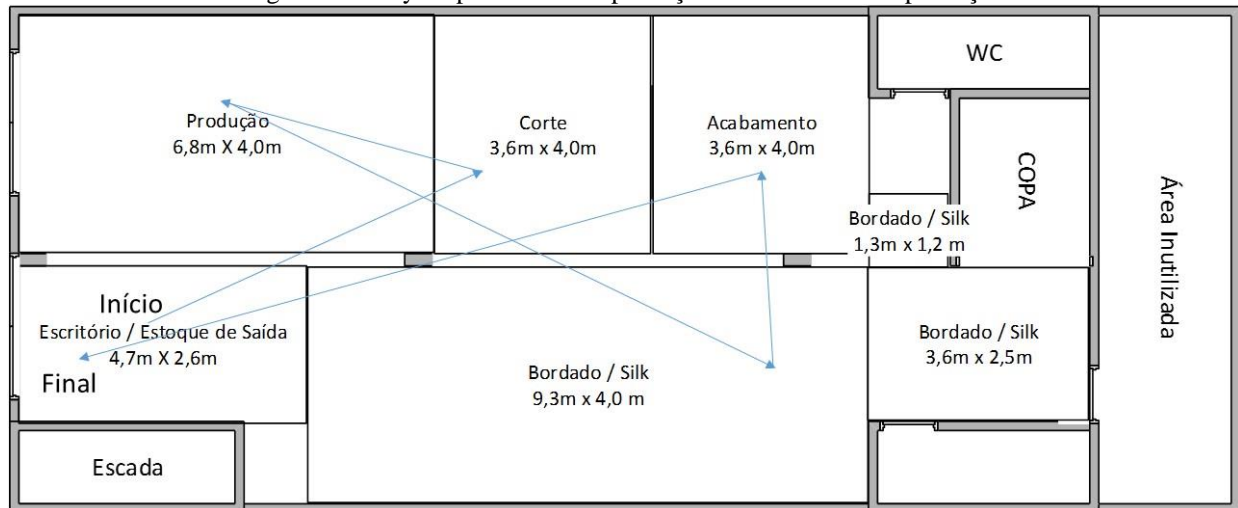 WC
Produção
6,8m X 4,0m
Corte
3,6m x 4,0m
Acabamento
3,6m x 4,0m
COPA
Área Inutilizada
Bordado / Silk
1,3m x 1,2 m
Início
Escritório / Estoque de Saída
4,7m X 2,6m
Final
Bordado / Silk
9,3m x 4,0 m
Bordado / Silk
3,6m x 2,5m
Escada